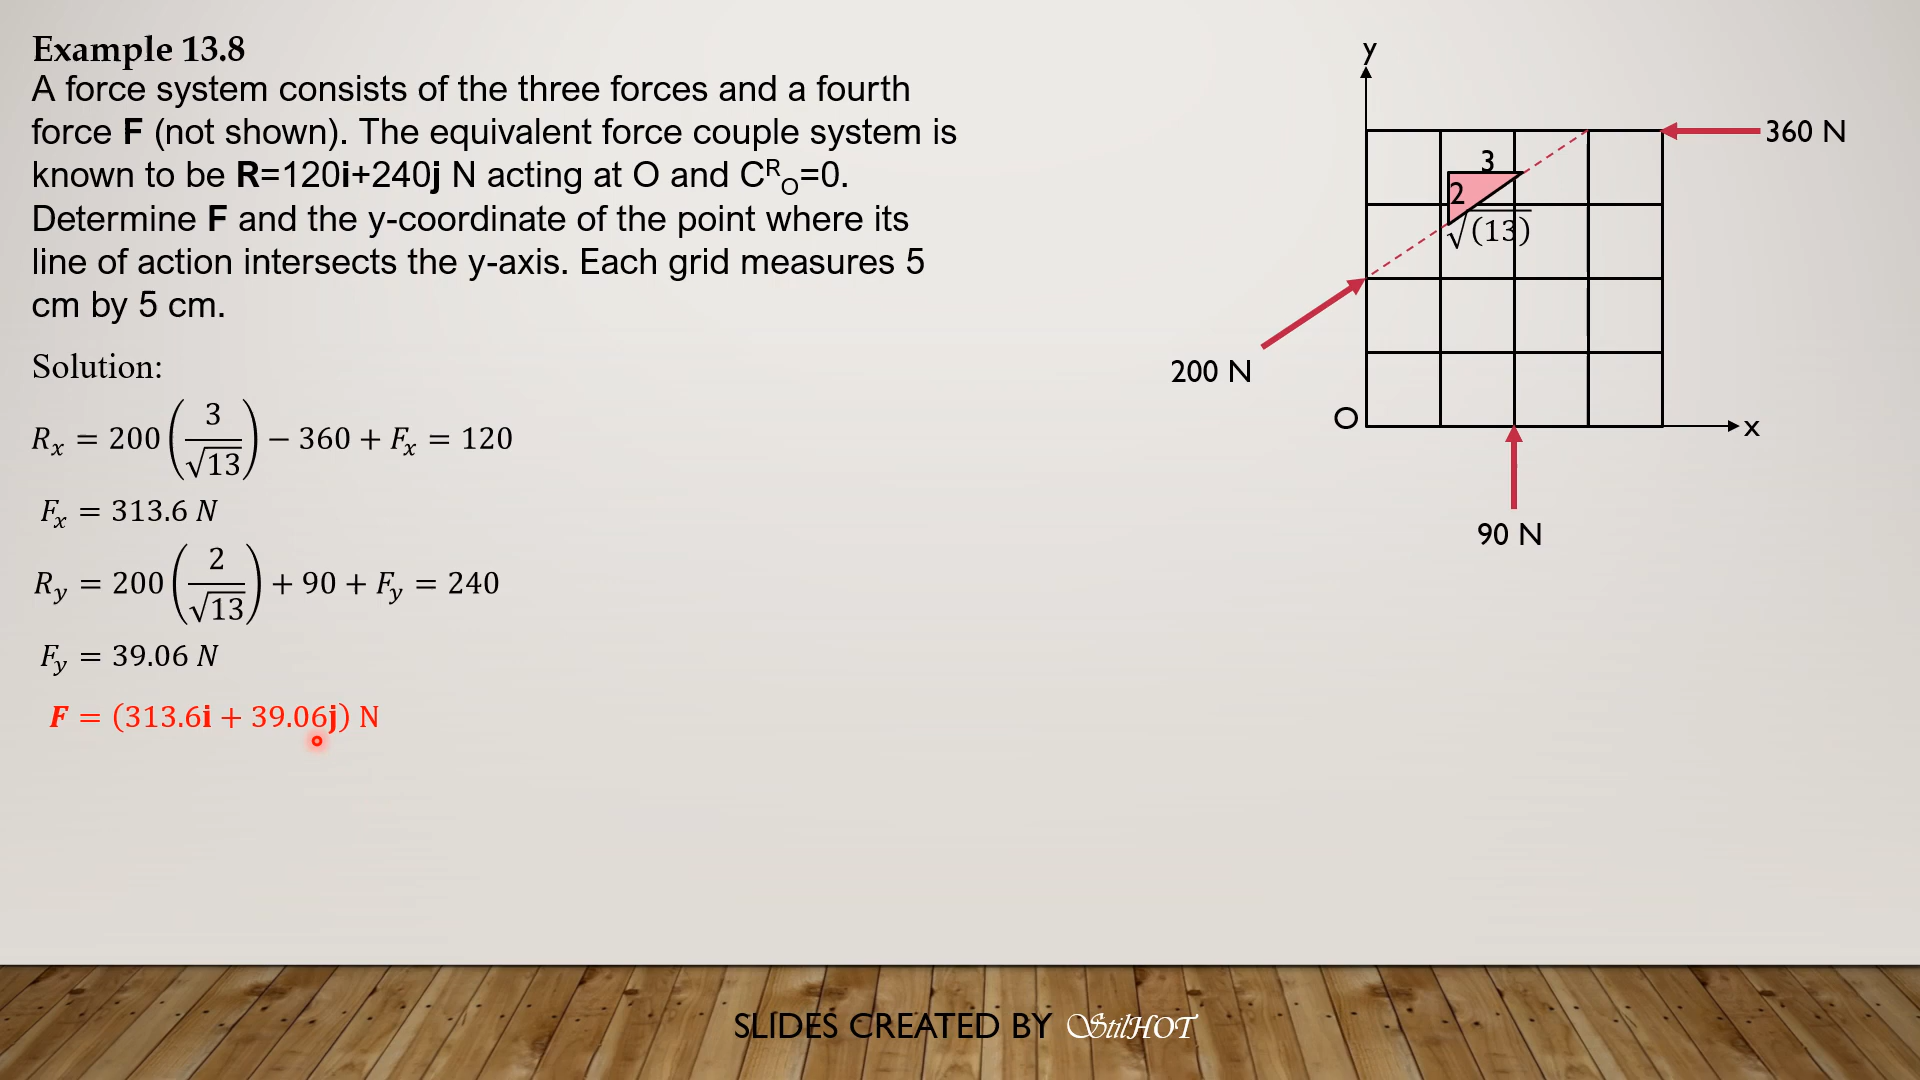 Example 13.8
A force system consists of the three forces and a fourth
force F (not shown). The equivalent force couple system is
known to be R=120i+240j N acting at O and Cᴿ_O=0.
Determine F and the y-coordinate of the point where its
line of action intersects the y-axis. Each grid measures 5
cm by 5 cm.
Solution:
R_x = 200(3/√13) − 360 + F_x = 120
F_x = 313.6 N
R_y = 200(2/√13) + 90 + F_y = 240
F_y = 39.06 N
F = (313.6i + 39.06j) N
y
360 N
3
2
√(13)
200 N
O
x
90 N
SLIDES CREATED BY StilHOT